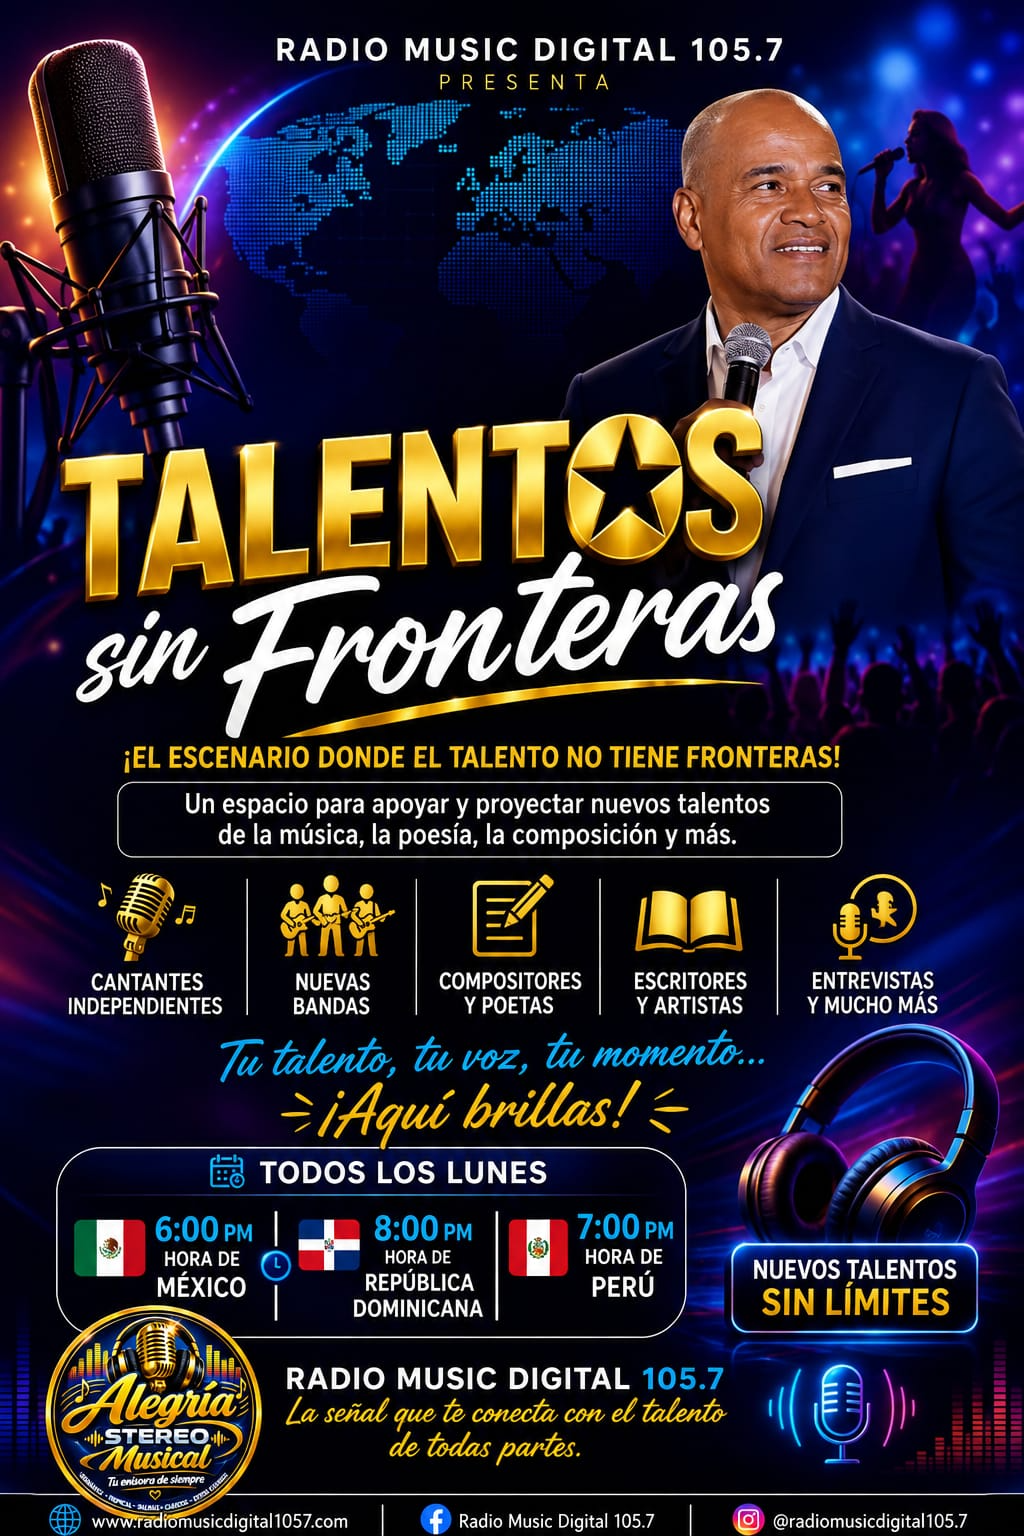 RADIO MUSIC DIGITAL 105.7
PRESENTA
TALENTOS
sin Fronteras
¡EL ESCENARIO DONDE EL TALENTO NO TIENE FRONTERAS!
Un espacio para apoyar y proyectar nuevos talentos
de la música, la poesía, la composición y más.
CANTANTES
INDEPENDIENTES
NUEVAS
BANDAS
COMPOSITORES
Y POETAS
ESCRITORES
Y ARTISTAS
ENTREVISTAS
Y MUCHO MÁS
Tu talento, tu voz, tu momento...
¡Aquí brillas!
TODOS LOS LUNES
6:00 PM
HORA DE
MÉXICO
8:00 PM
HORA DE
REPÚBLICA
DOMINICANA
7:00 PM
HORA DE
PERÚ
NUEVOS TALENTOS
SIN LÍMITES
Alegría
STEREO
Musical
Tu emisora de siempre
RADIO MUSIC DIGITAL 105.7
La señal que te conecta con el talento
de todas partes.
www.radiomusicdigital1057.com
Radio Music Digital 105.7
@radiomusicdigital105.7